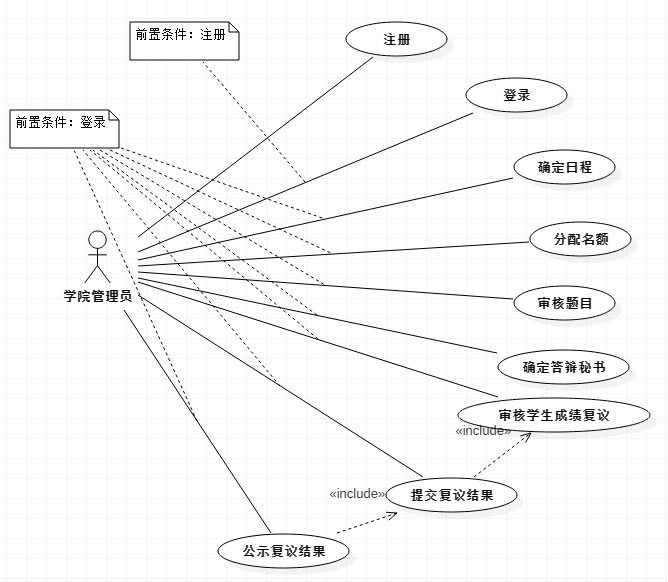 前置条件：注册
注册
登录
前置条件：登录
确定日程
分配名额
学院管理员
审核题目
确定答辩秘书
审核学生成绩复议
«include»
«include»
提交复议结果
公示复议结果